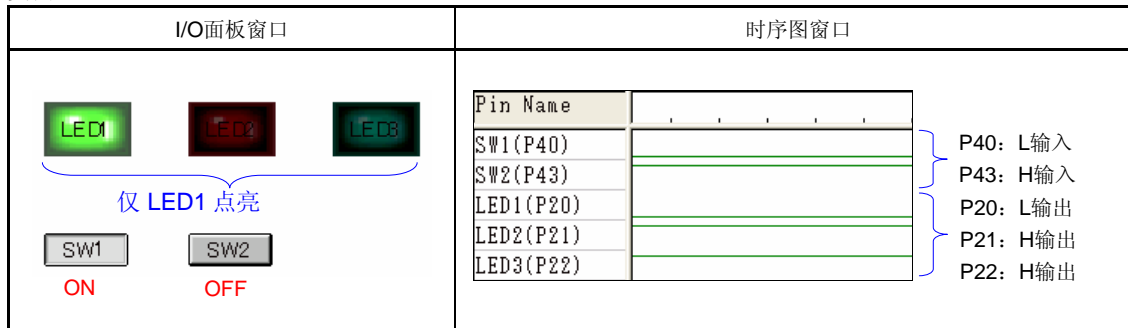 I/O面板窗口
时序图窗口
LED1
LED2
LED3
仅 LED1 点亮
SW1
SW2
ON
OFF
Pin Name
SW1(P40)
SW2(P43)
LED1(P20)
LED2(P21)
LED3(P22)
P40：L输入
P43：H输入
P20：L输出
P21：H输出
P22：H输出